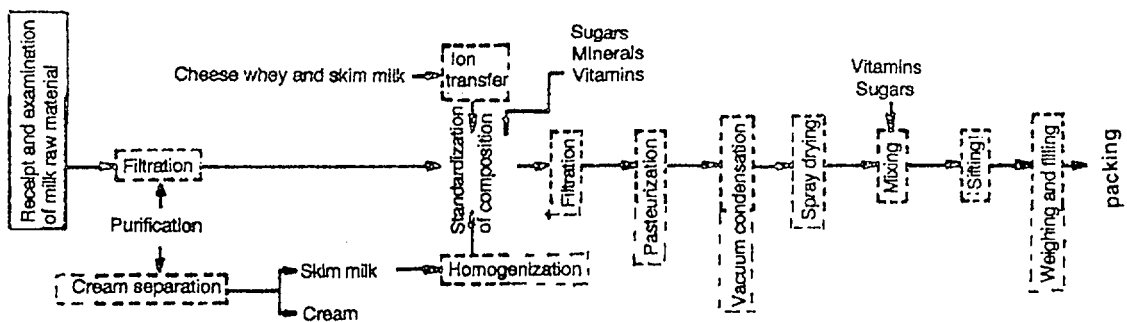 Receipt and examination
of milk raw material
Filtration
Purification
Cream separation
Skim milk
Cream
Homogenization
Cheese whey and skim milk
Ion
transfer
Sugars
Minerals
Vitamins
Standardization
of composition
Filtration
Pasteurization
Vacuum condensation
Spray drying
Vitamins
Sugars
Mixing
Sifting
Weighing and filling
packing